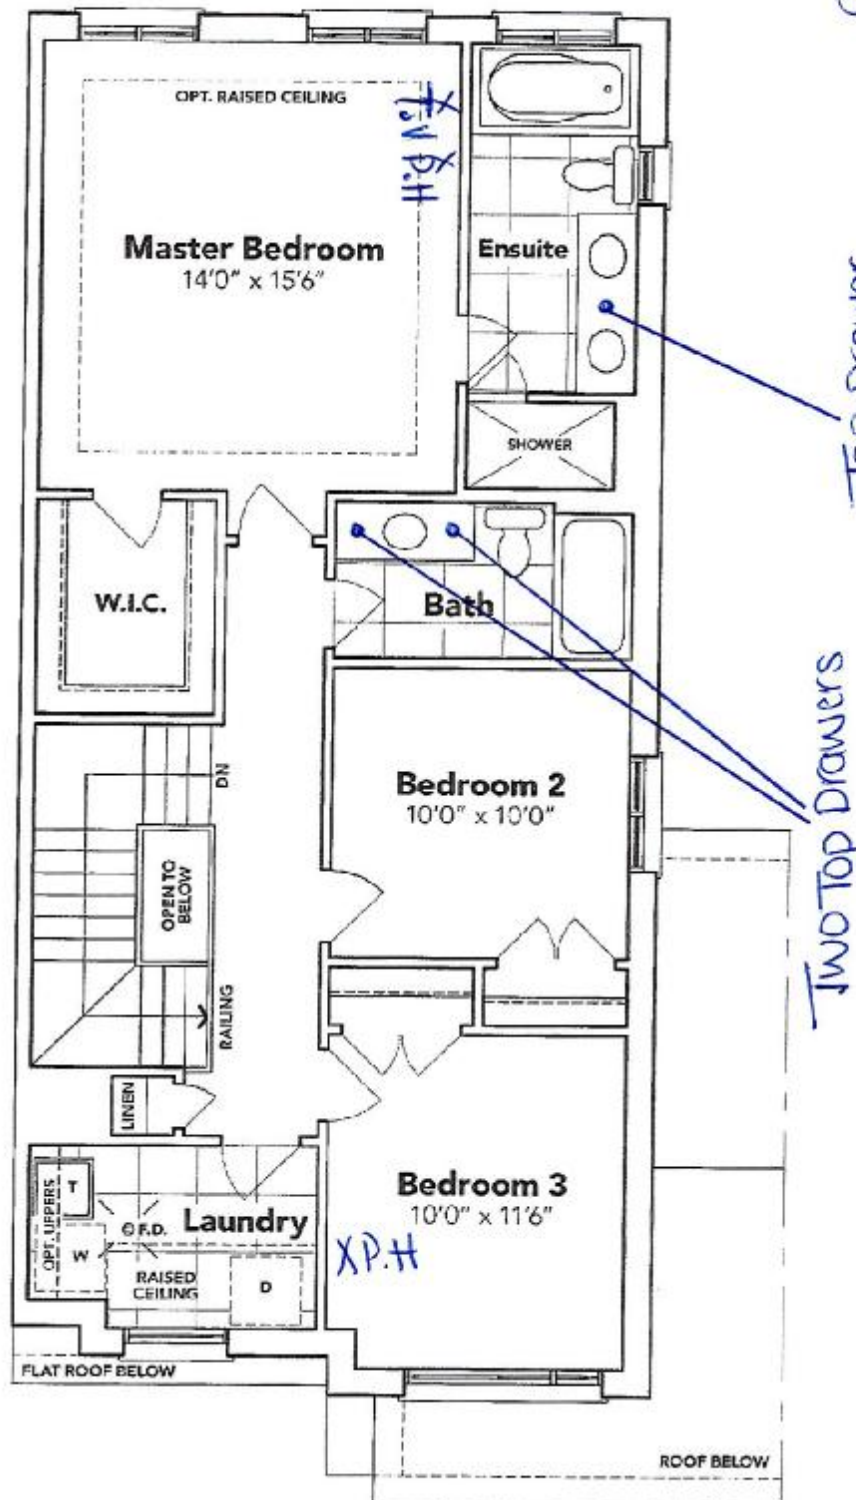 OPT. RAISED CEILING
X T.V
X P.H
Master Bedroom
14'0" x 15'6"
Ensuite
SHOWER
W.I.C.
Bath
Two Top Drawers
Bedroom 2
10'0" x 10'0"
DN
OPEN TO
BELOW
RAILING
LINEN
Bedroom 3
10'0" x 11'6"
XP.H
OPT. UPPERS
T
F.D.
Laundry
W
RAISED
CEILING
D
FLAT ROOF BELOW
ROOF BELOW